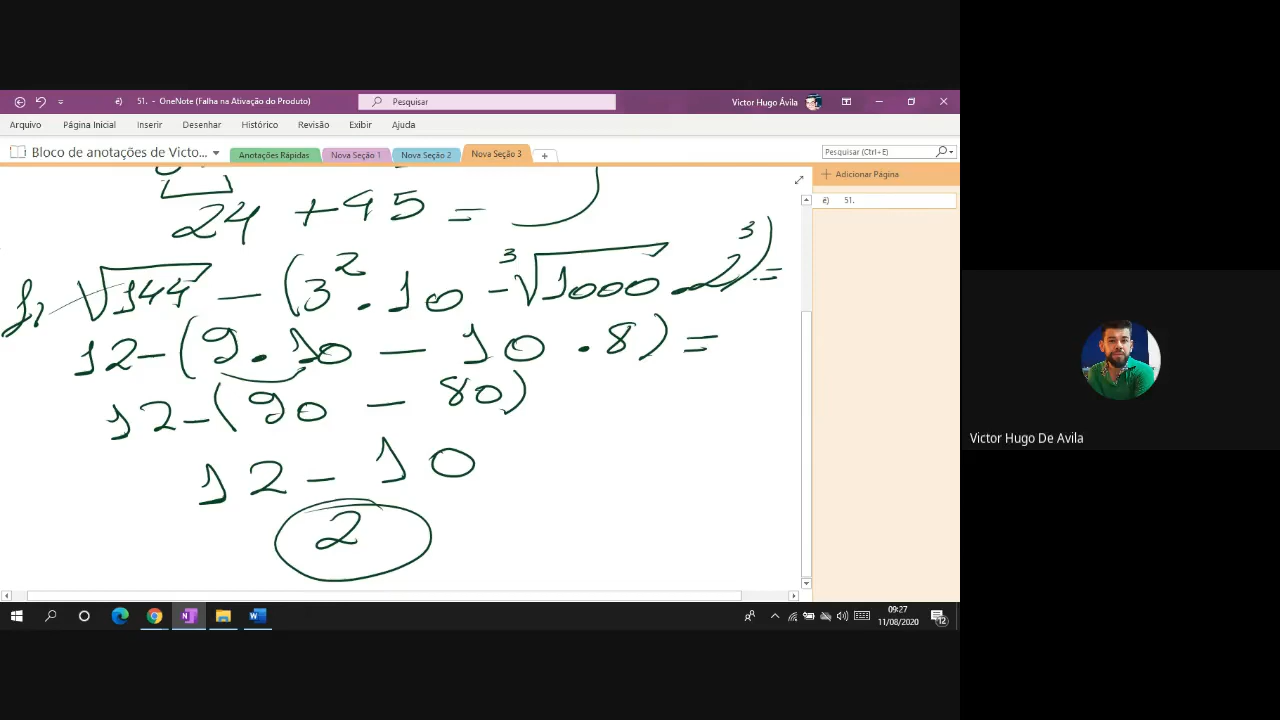 é) 51. - OneNote (Falha na Ativação do Produto)
Pesquisar
Victor Hugo Ávila
Arquivo Página Inicial Inserir Desenhar Histórico Revisão Exibir Ajuda
Bloco de anotações de Victo...
Anotações Rápidas Nova Seção 1 Nova Seção 2 Nova Seção 3
Pesquisar (Ctrl+E)
Adicionar Página
é) 51.
24 + 45 =
f) √144 - (3² . 10 - ³√1000 . 2³) =
12 - (9 . 10 - 10 . 8) =
12 - (90 - 80)
12 - 10
2
Victor Hugo De Avila
09:27
11/08/2020
12